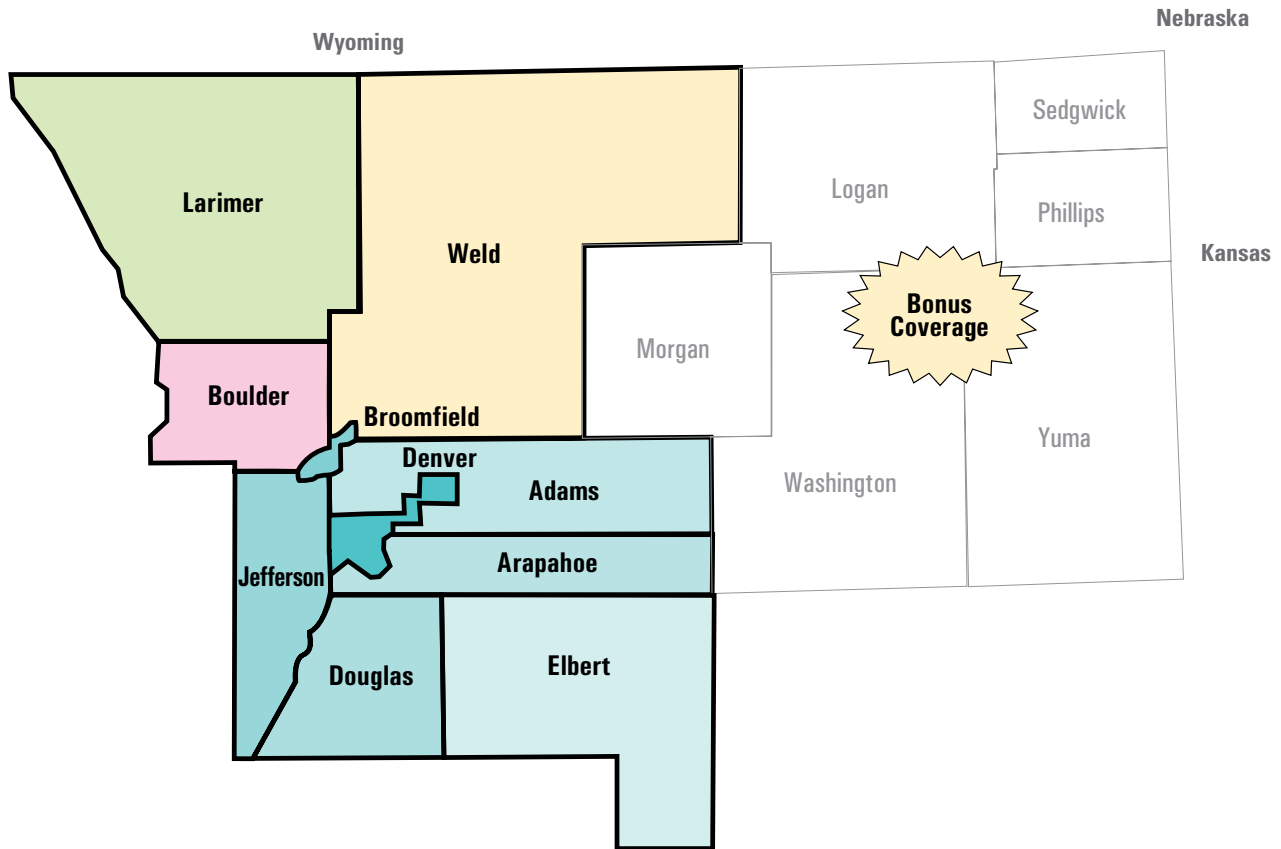 Nebraska
Wyoming
Sedgwick
Larimer
Logan
Phillips
Weld
Kansas
Bonus
Coverage
Morgan
Boulder
Broomfield
Yuma
Denver
Washington
Adams
Arapahoe
Jefferson
Elbert
Douglas